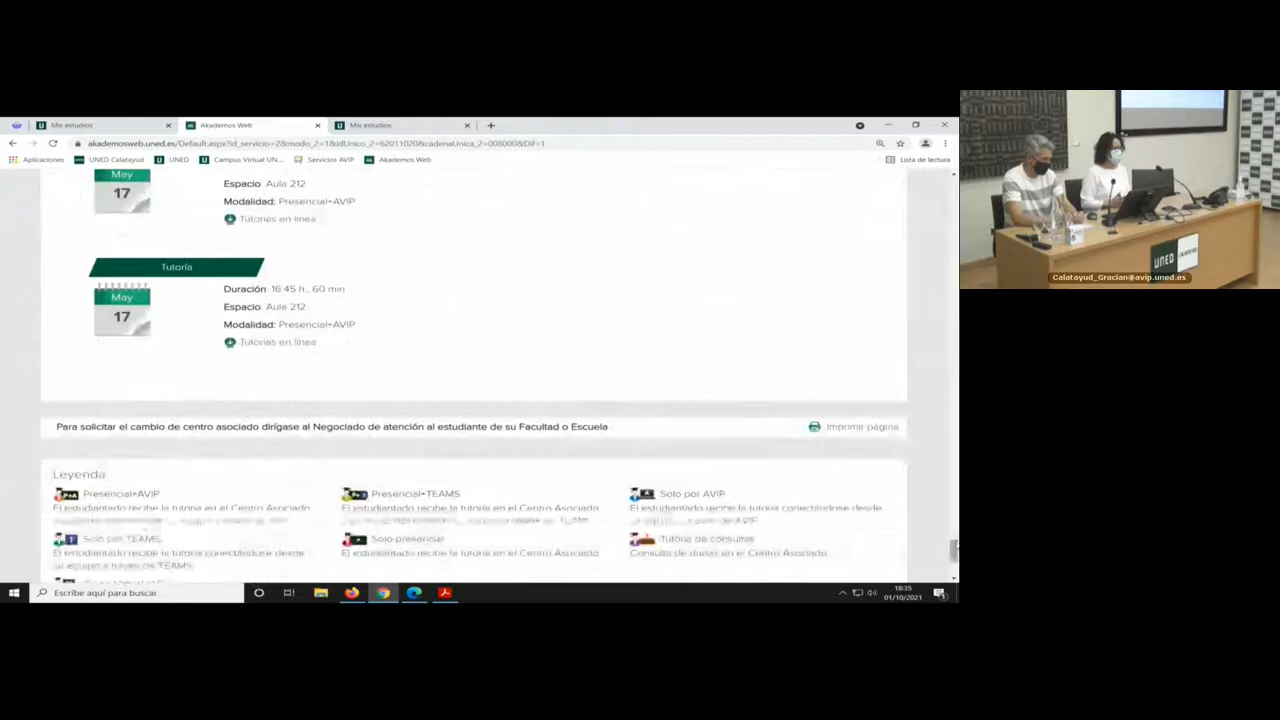 Mis estudios
Akademos Web
Mis estudios
akademosweb.uned.es/Default.aspx?id_servicio=2&modo_2=1&idUnico_2=62011020&cadenaUnica_2=008000&Dif=1
Aplicaciones
UNED Calatayud
UNED
Campus Virtual UN...
Servicios AVIP
Akademos Web
Lista de lectura
May
17
Espacio: Aula 212
Modalidad: Presencial+AVIP
Tutorías en línea
Tutoría
May
17
Duración: 16:45 h., 60 min
Espacio: Aula 212
Modalidad: Presencial+AVIP
Tutorías en línea
Para solicitar el cambio de centro asociado dirígase al Negociado de atención al estudiante de su Facultad o Escuela
Imprimir página
Leyenda
Presencial+AVIP
El estudiantado recibe la tutoría en el Centro Asociado
Presencial+TEAMS
El estudiantado recibe la tutoría en el Centro Asociado
Solo por AVIP
El estudiantado recibe la tutoría conectándose desde
Solo por TEAMS
El estudiantado recibe la tutoría conectándose desde
su equipo a través de TEAMS
Solo presencial
El estudiantado recibe la tutoría en el Centro Asociado
Tutoría de consultas
Consulta de dudas en el Centro Asociado
Escribe aquí para buscar
18:35
01/10/2021
UNED
Calatayud_Gracian@avip.uned.es